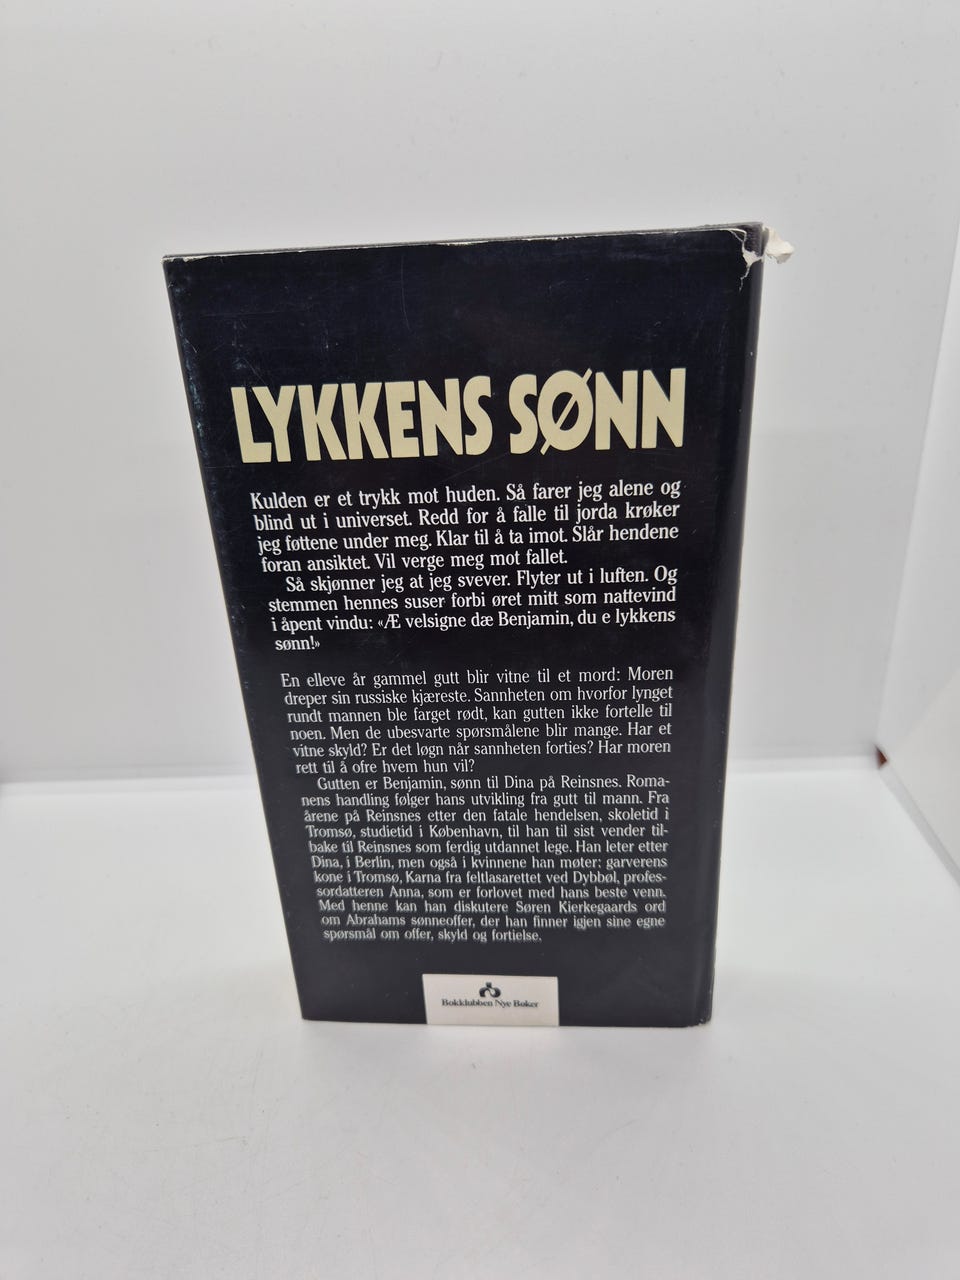 LYKKENS SØNN
Kulden er et trykk mot huden. Så farer jeg alene og
blind ut i universet. Redd for å falle til jorda krøker
jeg føttene under meg. Klar til å ta imot. Slår hendene
foran ansiktet. Vil verge meg mot fallet.
Så skjønner jeg at jeg svever. Flyter ut i luften. Og
stemmen hennes suser forbi øret mitt som nattevind
i åpent vindu: «Æ velsigne dæ Benjamin, du e lykkens
sønn!»
En elleve år gammel gutt blir vitne til et mord: Moren
dreper sin russiske kjæreste. Sannheten om hvorfor lynget
rundt mannen ble farget rødt, kan gutten ikke fortelle til
noen. Men de ubesvarte spørsmålene blir mange. Har et
vitne skyld? Er det løgn når sannheten forties? Har moren
rett til å ofre hvem hun vil?
Gutten er Benjamin, sønn til Dina på Reinsnes. Roma-
nens handling følger hans utvikling fra gutt til mann. Fra
årene på Reinsnes etter den fatale hendelsen, skoletid i
Tromsø, studietid i København, til han til sist vender til-
bake til Reinsnes som ferdig utdannet lege. Han leter etter
Dina, i Berlin, men også i kvinnene han møter: garverens
kone i Tromsø, Karna fra feltlasarettet ved Dybbøl, profes-
sordatteren Anna, som er forlovet med hans beste venn.
Med henne kan han diskutere Søren Kierkegaards ord
om Abrahams sønneoffer, der han finner igjen sine egne
spørsmål om offer, skyld og fortielse.
Bokklubben Nye Bøker